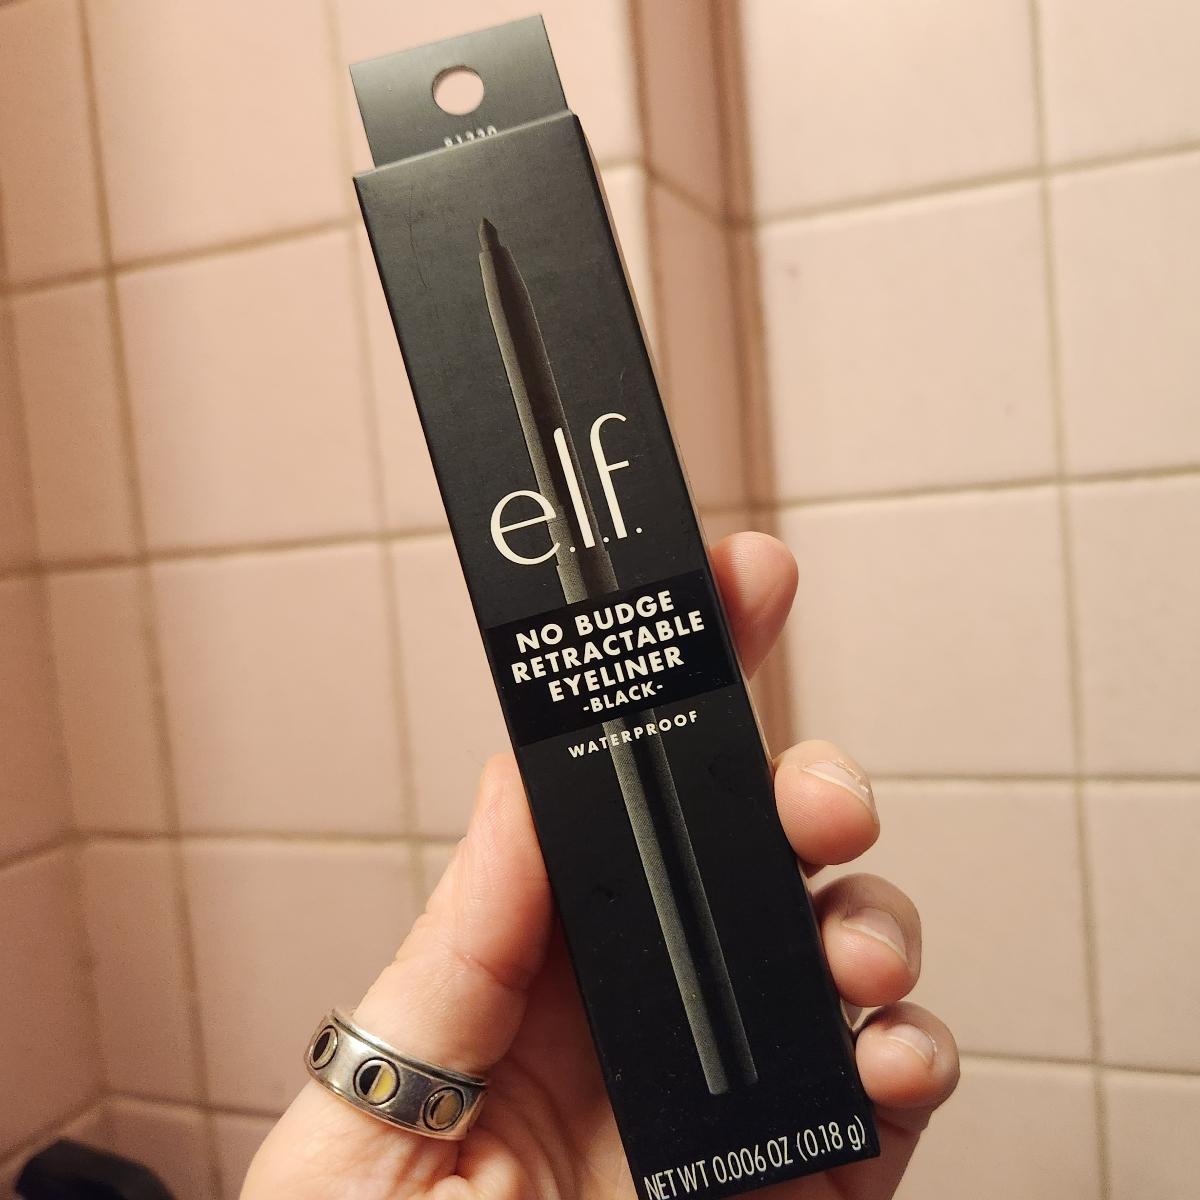 e.l.f.
NO BUDGE
RETRACTABLE
EYELINER
-BLACK-
WATERPROOF
NET WT 0.006 OZ (0.18 g)